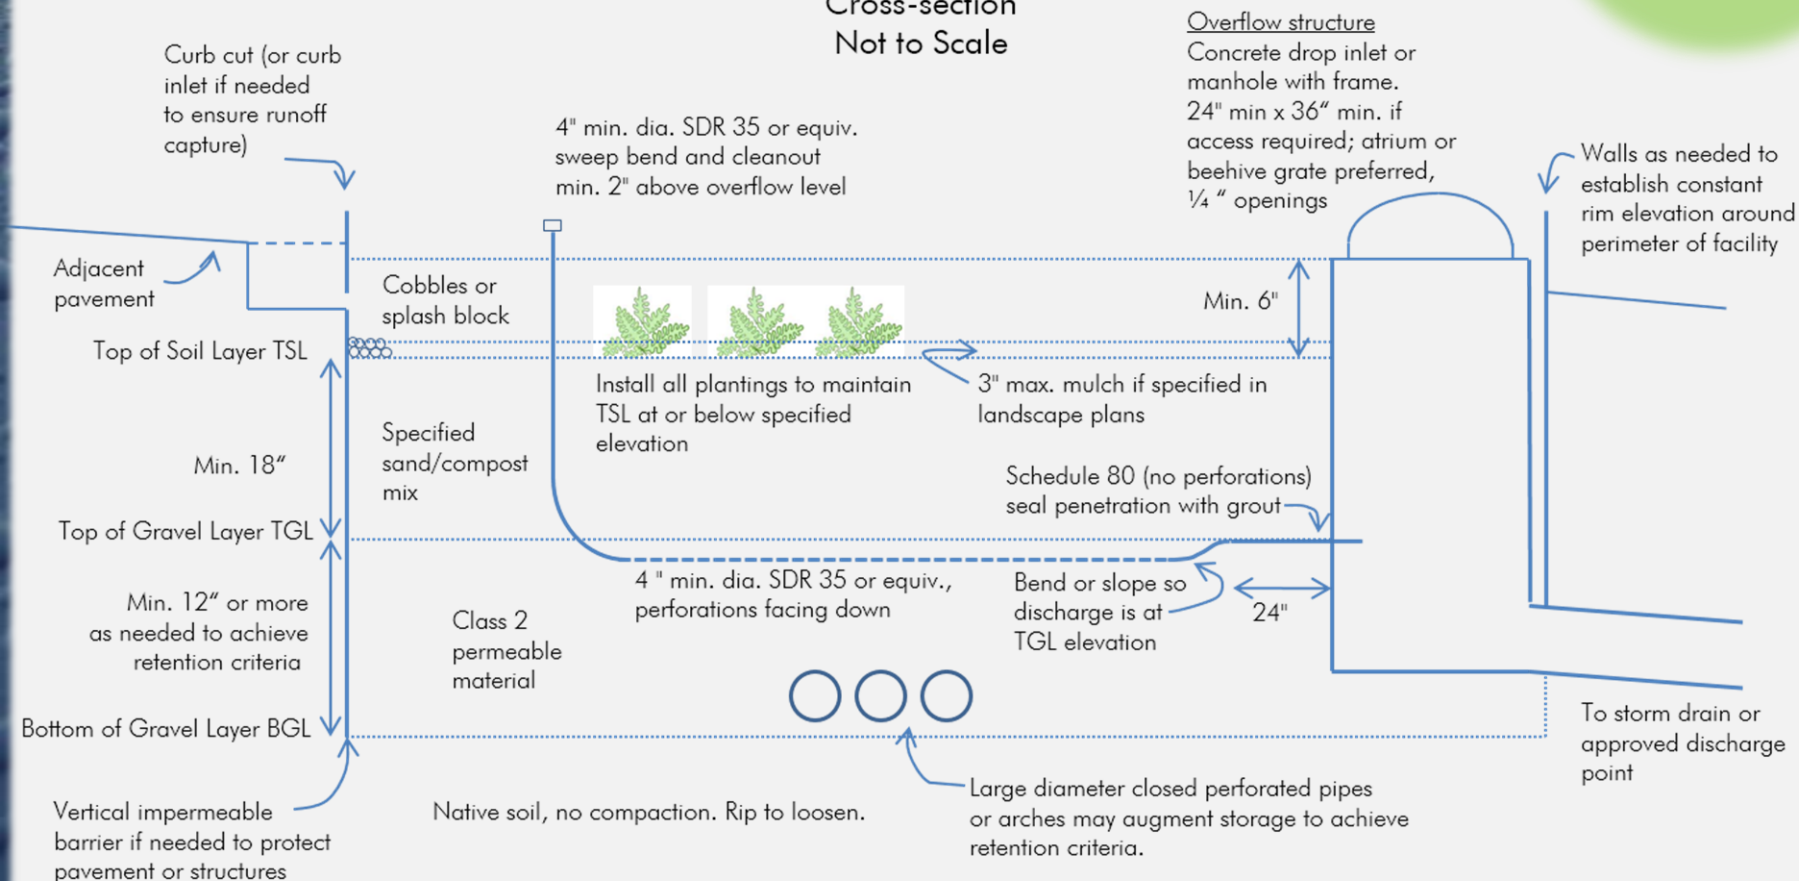 Cross-section
Not to Scale
Curb cut (or curb
inlet if needed
to ensure runoff
capture)
4" min. dia. SDR 35 or equiv.
sweep bend and cleanout
min. 2" above overflow level
Overflow structure
Concrete drop inlet or
manhole with frame.
24" min x 36“ min. if
access required; atrium or
beehive grate preferred,
¼ “ openings
Walls as needed to
establish constant
rim elevation around
perimeter of facility
Adjacent
pavement
Cobbles or
splash block
Min. 6"
Top of Soil Layer TSL
Install all plantings to maintain
TSL at or below specified
elevation
3" max. mulch if specified in
landscape plans
Specified
sand/compost
mix
Min. 18“
Schedule 80 (no perforations)
seal penetration with grout
Top of Gravel Layer TGL
4 " min. dia. SDR 35 or equiv.,
perforations facing down
Bend or slope so
discharge is at
TGL elevation
24"
Min. 12“ or more
as needed to achieve
retention criteria
Class 2
permeable
material
Bottom of Gravel Layer BGL
To storm drain or
approved discharge
point
Vertical impermeable
barrier if needed to protect
pavement or structures
Native soil, no compaction. Rip to loosen.
Large diameter closed perforated pipes
or arches may augment storage to achieve
retention criteria.